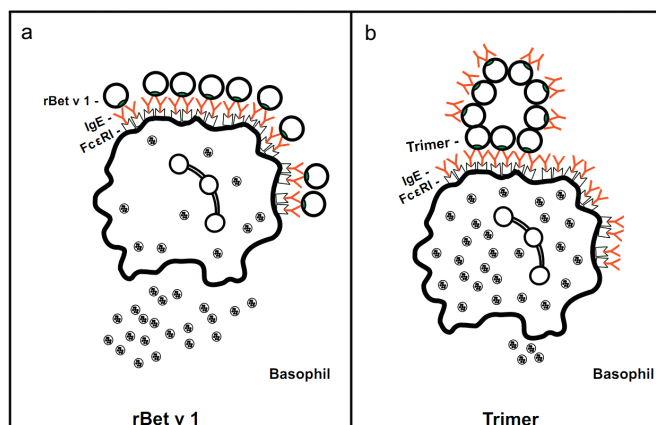 a
rBet v 1 -
IgE -
FcεRI -
Basophil
rBet v 1
b
Trimer -
IgE -
FcεRI -
Basophil
Trimer